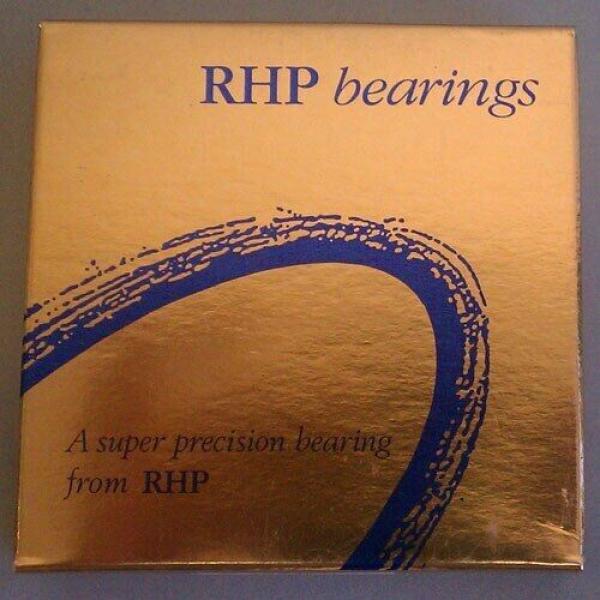 RHP bearings
A super precision bearing
from RHP